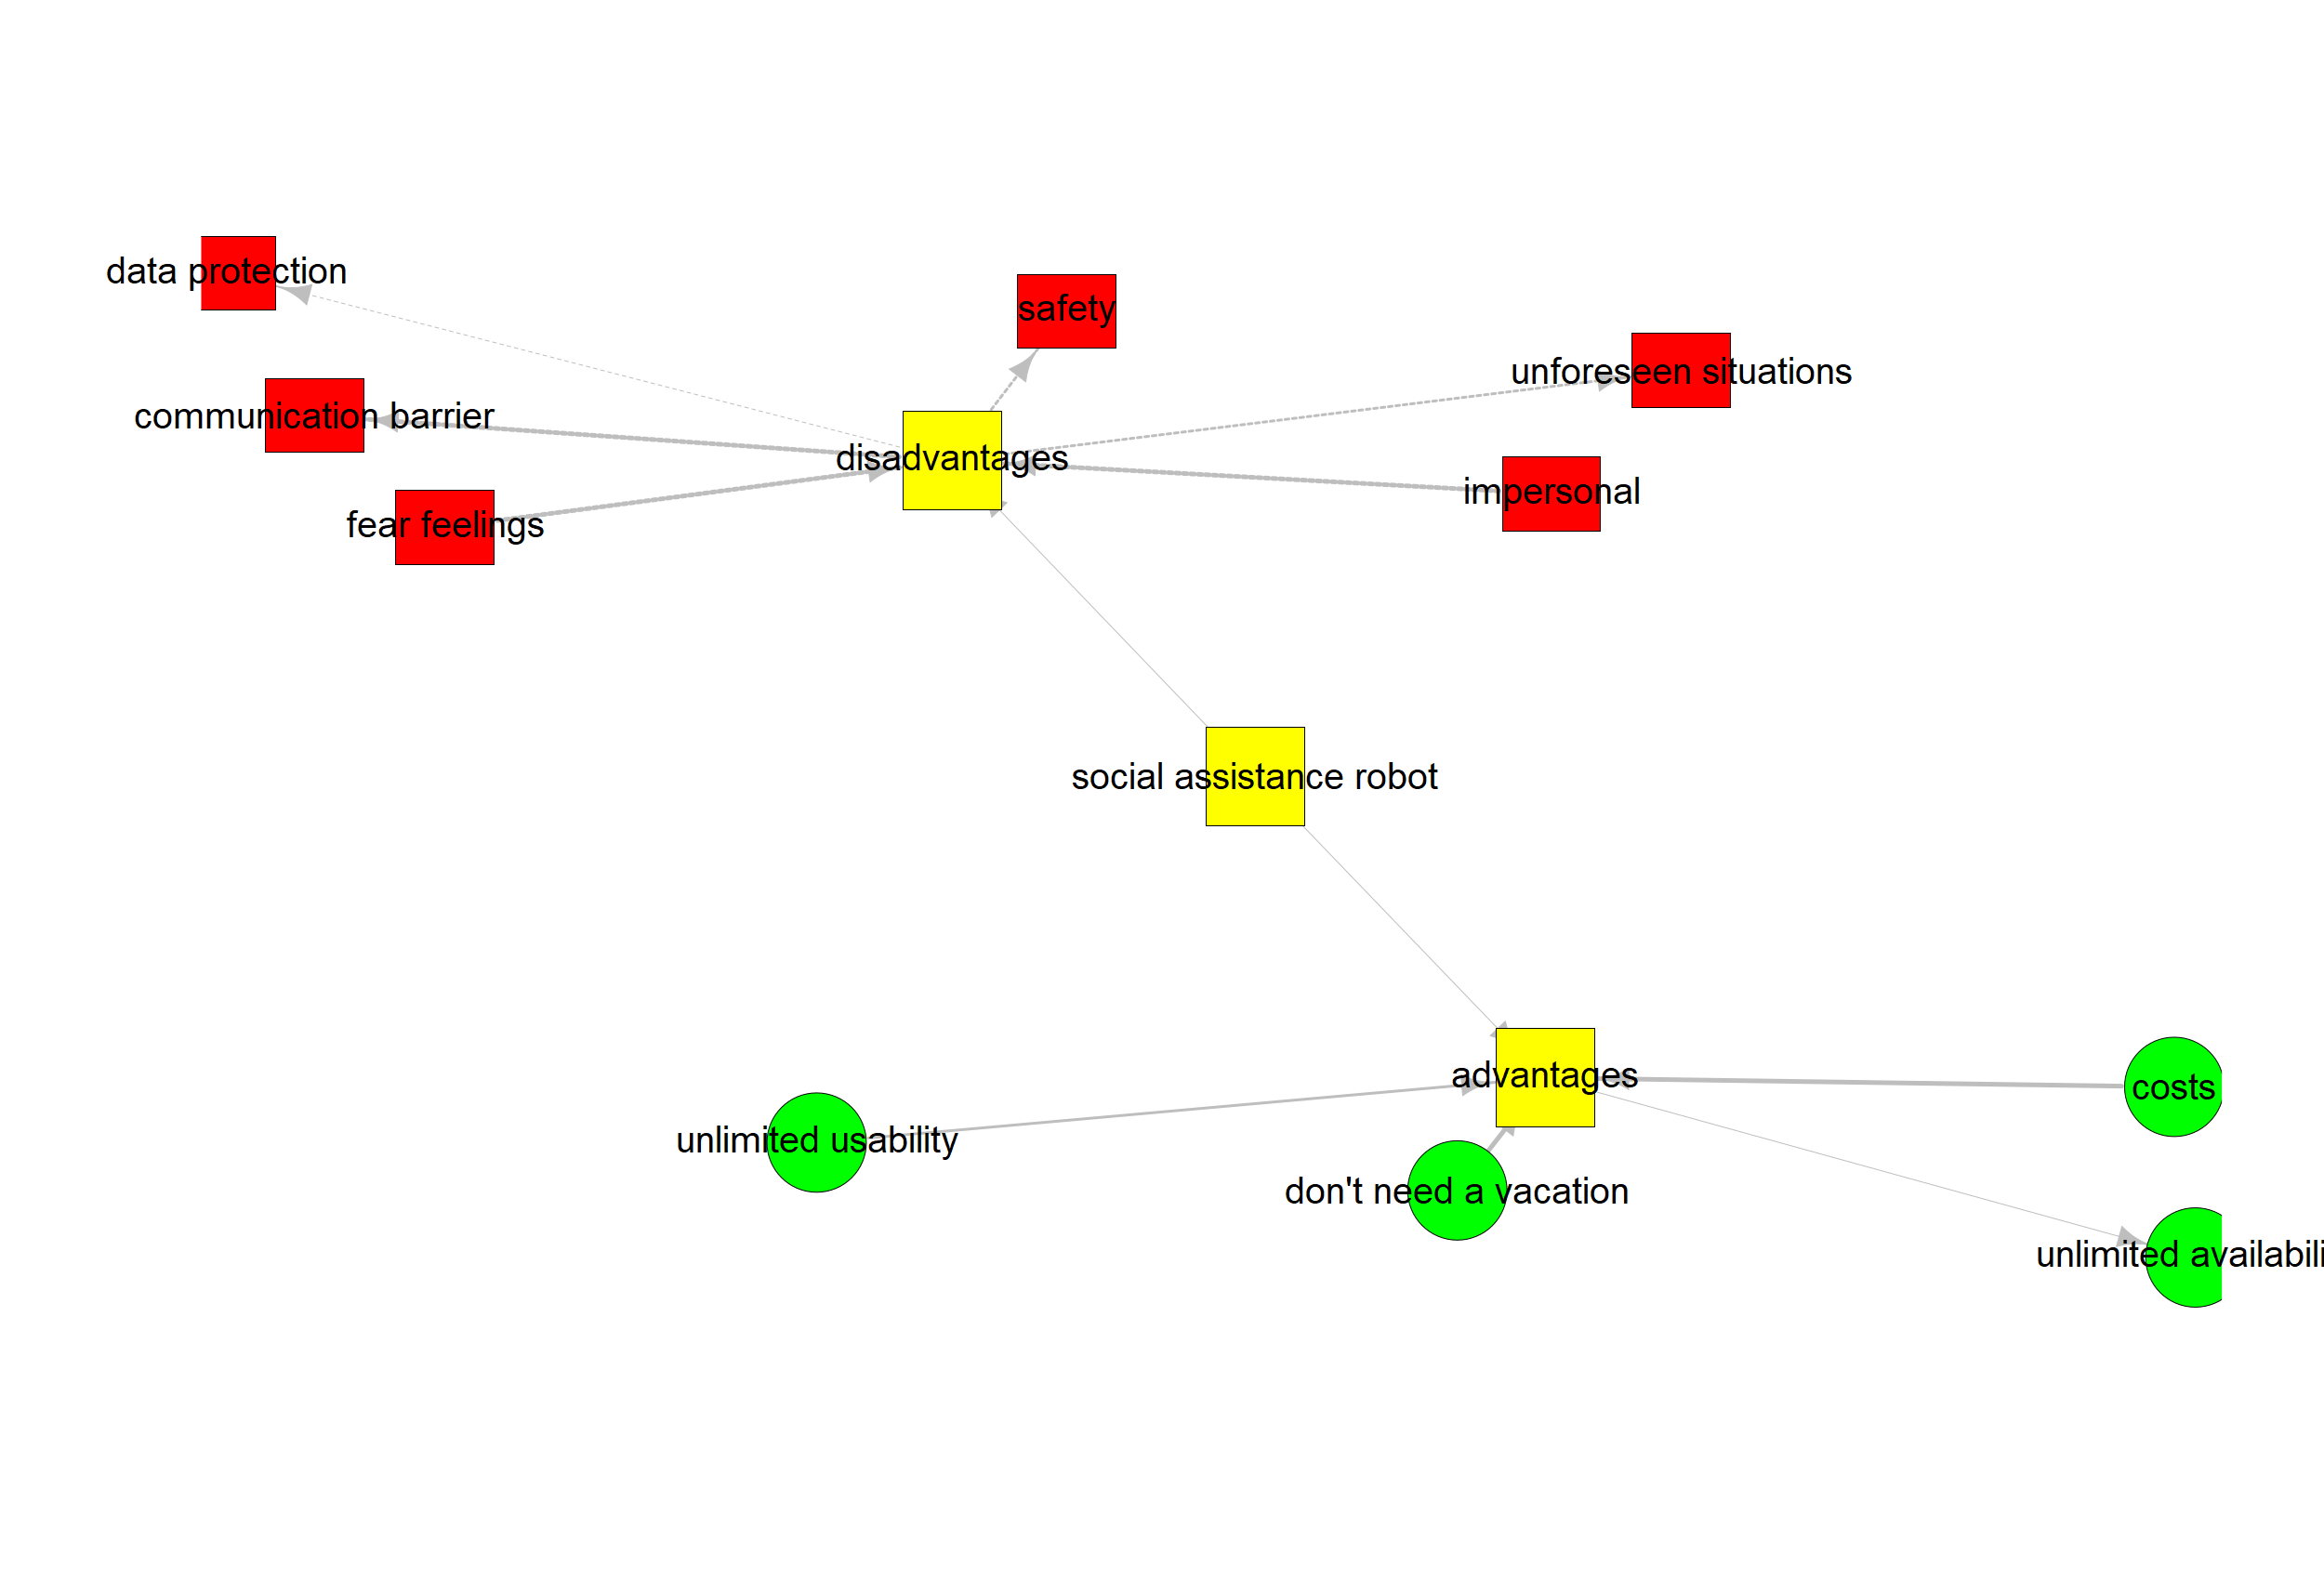 data protection
safety
unforeseen situations
communication barrier
disadvantages
impersonal
fear feelings
social assistance robot
advantages
costs
unlimited usability
don't need a vacation
unlimited availabili